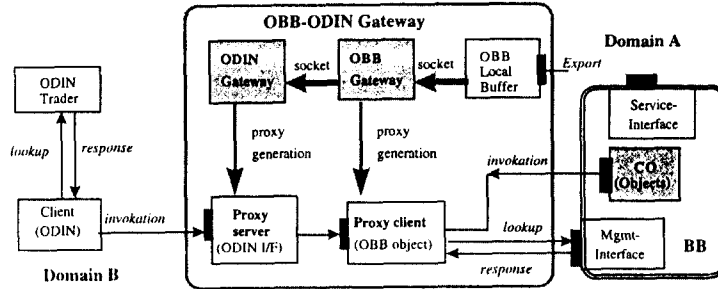 OBB-ODIN Gateway
Domain A
ODIN
Trader
ODIN
Gateway
socket
OBB
Gateway
socket
OBB
Local
Buffer
Export
Service-
Interface
lookup
response
proxy
generation
proxy
generation
invokation
CO
(Objects)
Client
(ODIN)
invokation
Proxy
server
(ODIN I/F)
Proxy client
(OBB object)
lookup
response
Mgmt-
Interface
BB
Domain B